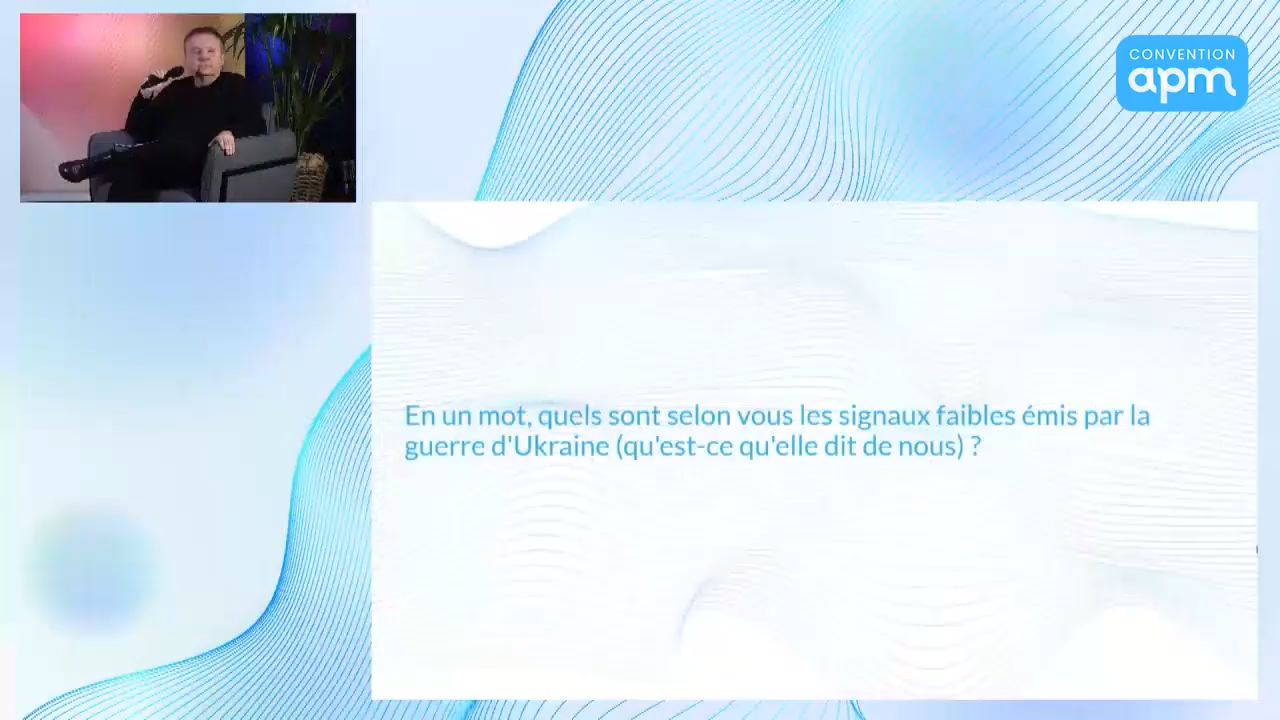 CONVENTION
apm
En un mot, quels sont selon vous les signaux faibles émis par la
guerre d'Ukraine (qu'est-ce qu'elle dit de nous) ?